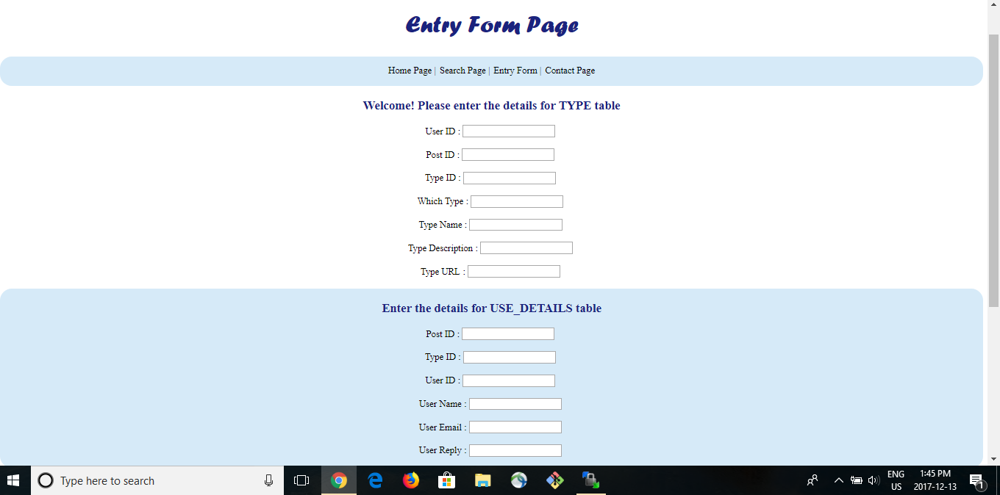 Entry Form Page
Home Page | Search Page | Entry Form | Contact Page
Welcome! Please enter the details for TYPE table
User ID :
Post ID :
Type ID :
Which Type :
Type Name :
Type Description :
Type URL :
Enter the details for USE_DETAILS table
Post ID :
Type ID :
User ID :
User Name :
User Email :
User Reply :
Type here to search
ENG
US
1:45 PM
2017-12-13
1